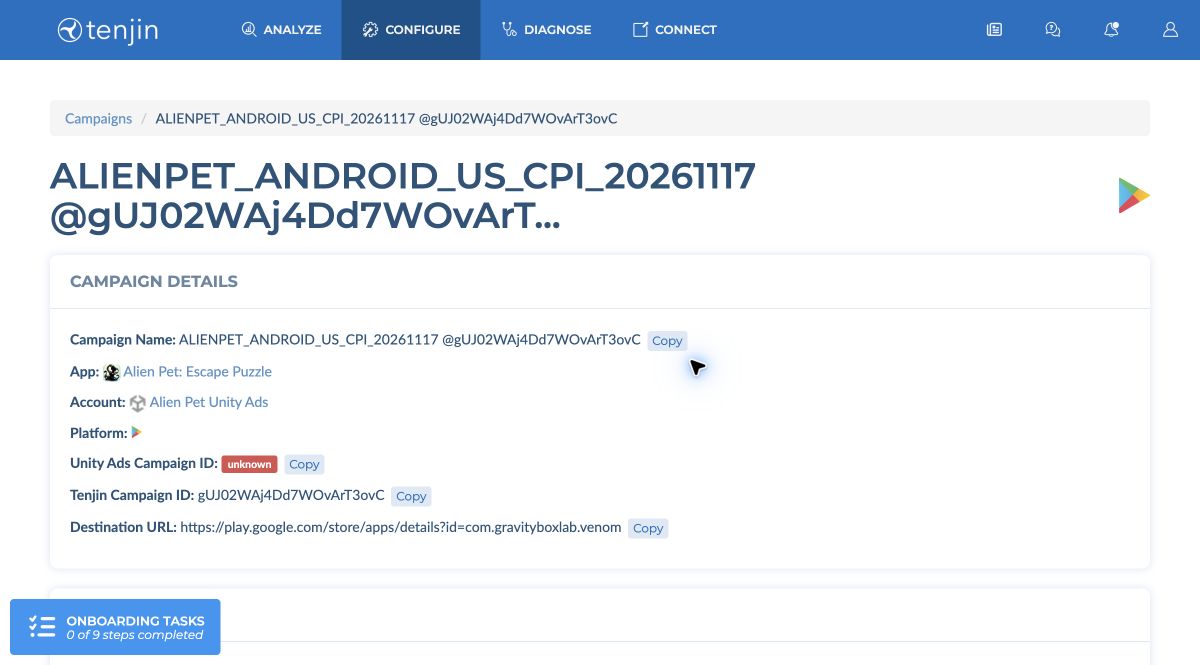 tenjin
ANALYZE
CONFIGURE
DIAGNOSE
CONNECT
Campaigns / ALIENPET_ANDROID_US_CPI_20261117 @gUJ02WAj4Dd7WOvArT3ovC
ALIENPET_ANDROID_US_CPI_20261117
@gUJ02WAj4Dd7WOvArT...
CAMPAIGN DETAILS
Campaign Name: ALIENPET_ANDROID_US_CPI_20261117 @gUJ02WAj4Dd7WOvArT3ovC Copy
App: Alien Pet: Escape Puzzle
Account: Alien Pet Unity Ads
Platform:
Unity Ads Campaign ID: unknown Copy
Tenjin Campaign ID: gUJ02WAj4Dd7WOvArT3ovC Copy
Destination URL: https://play.google.com/store/apps/details?id=com.gravityboxlab.venom Copy
ONBOARDING TASKS
0 of 9 steps completed